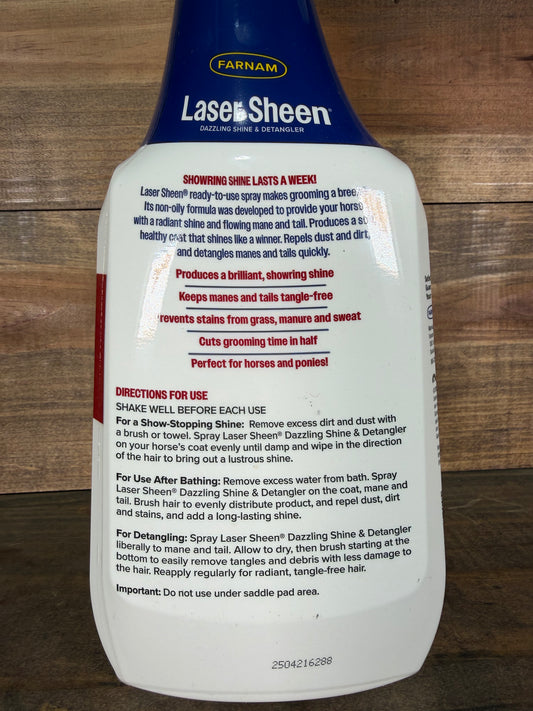 FARNAM
Laser Sheen®
DAZZLING SHINE & DETANGLER
SHOWRING SHINE LASTS A WEEK!
Laser Sheen® ready-to-use spray makes grooming a
Its non-oily formula was developed to provide your
with a radiant shine and flowing mane and tail. Produces a
healthy coat that shines like a winner. Repels dust and dirt,
and detangles manes and tails quickly.
Produces a brilliant, showring shine
Keeps manes and tails tangle-free
Prevents stains from grass, manure and sweat
Cuts grooming time in half
Perfect for horses and ponies!
DIRECTIONS FOR USE
SHAKE WELL BEFORE EACH USE
For a Show-Stopping Shine: Remove excess dirt and dust with
a brush or towel. Spray Laser Sheen® Dazzling Shine & Detangler
on your horse's coat evenly until damp and wipe in the direction
of the hair to bring out a lustrous shine.
For Use After Bathing: Remove excess water from bath. Spray
Laser Sheen® Dazzling Shine & Detangler on the coat, mane and
tail. Brush hair to evenly distribute product, and repel dust, dirt
and stains, and add a long-lasting shine.
For Detangling: Spray Laser Sheen® Dazzling Shine & Detangler
liberally to mane and tail. Allow to dry, then brush starting at the
bottom to easily remove tangles and debris with less damage to
the hair. Reapply regularly for radiant, tangle-free hair.
Important: Do not use under saddle pad area.
2504216288